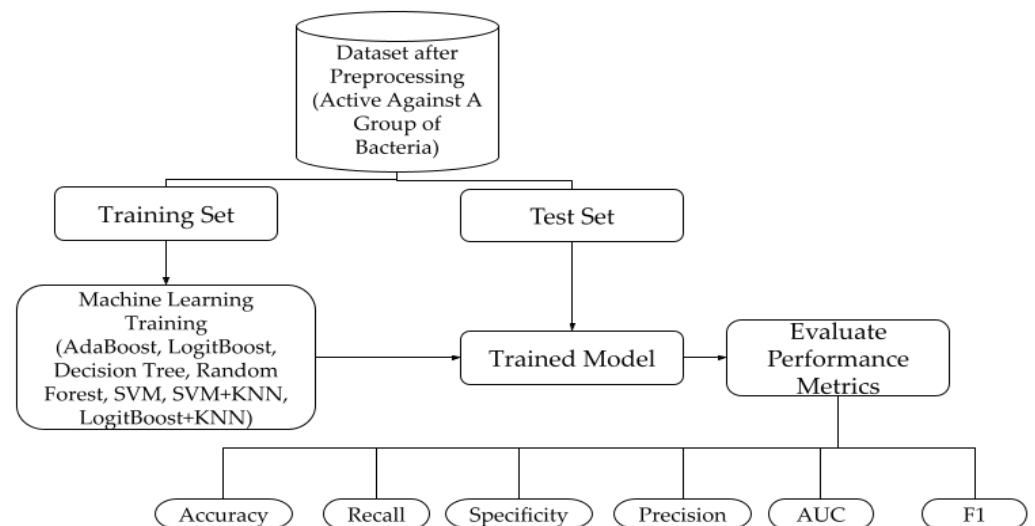 Dataset after
Preprocessing
(Active Against A
Group of
Bacteria)
Training Set
Test Set
Machine Learning
Training
(AdaBoost, LogitBoost,
Decision Tree, Random
Forest, SVM, SVM+KNN,
LogitBoost+KNN)
Trained Model
Evaluate
Performance
Metrics
Accuracy
Recall
Specificity
Precision
AUC
F1